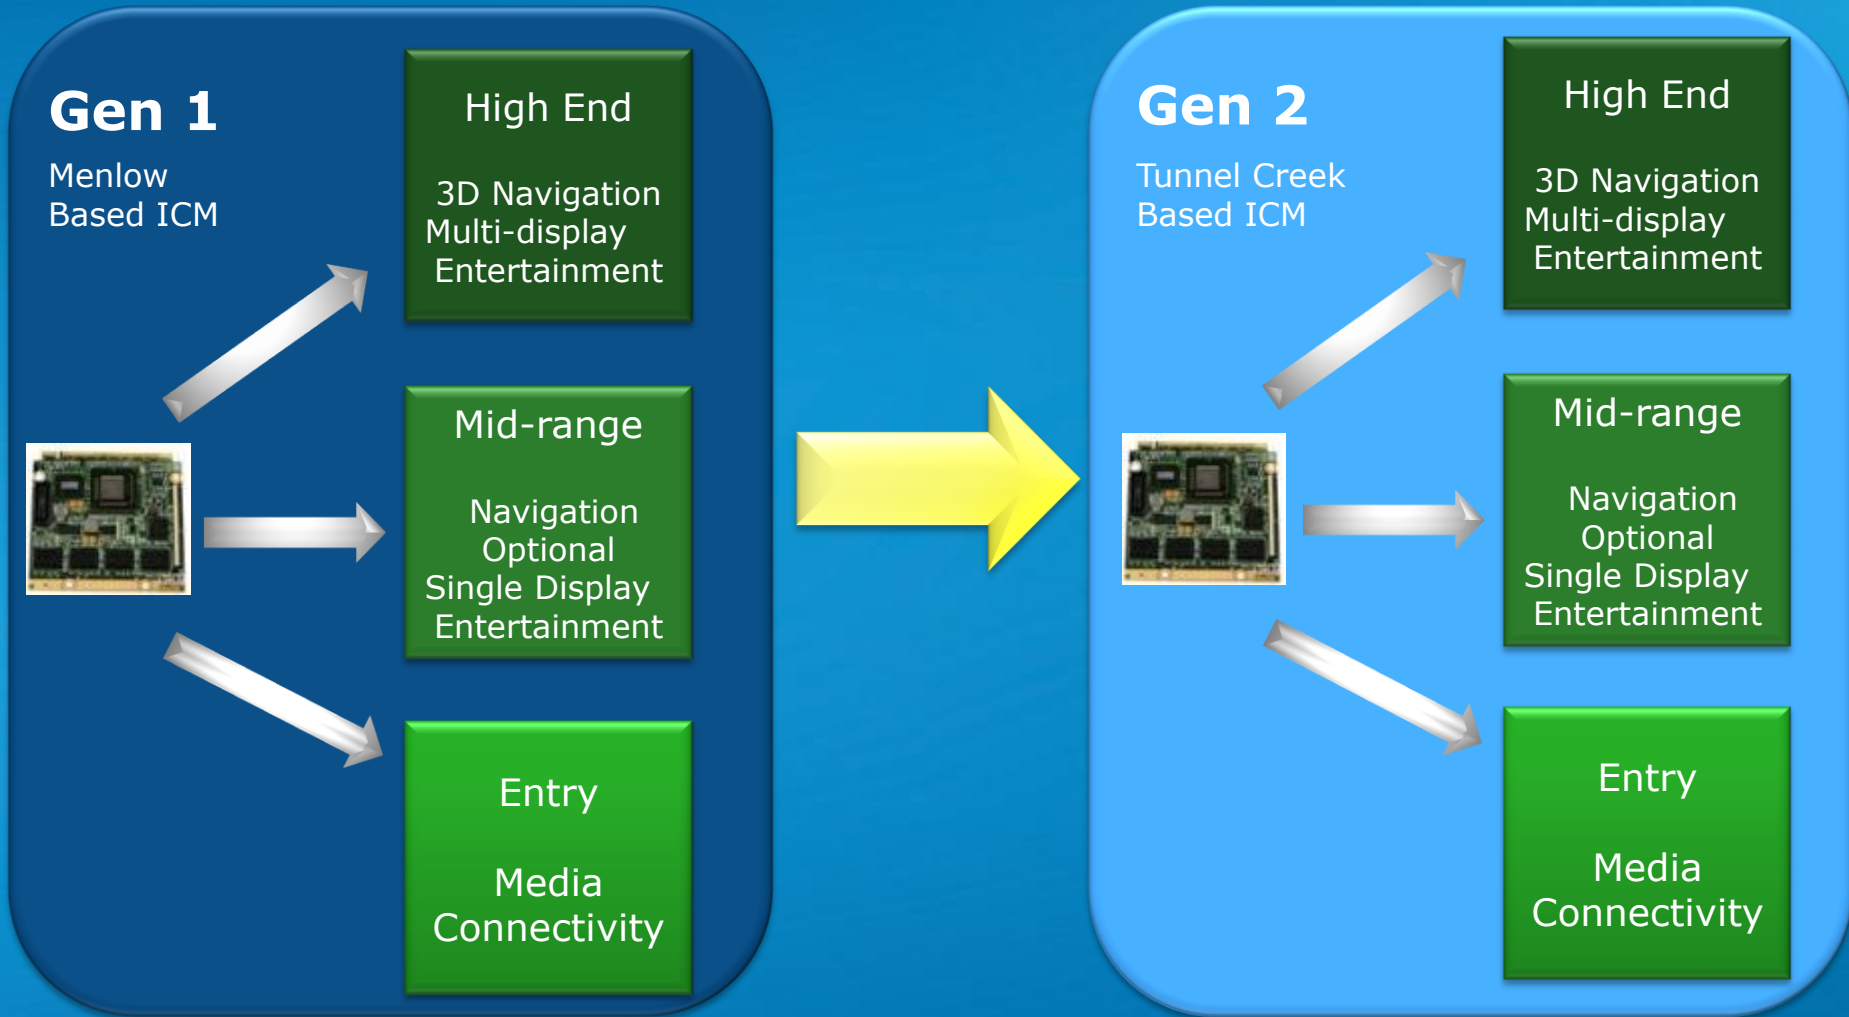 Gen 1
Menlow
Based ICM
High End
3D Navigation
Multi-display
Entertainment
Mid-range
Navigation
Optional
Single Display
Entertainment
Entry
Media
Connectivity
Gen 2
Tunnel Creek
Based ICM
High End
3D Navigation
Multi-display
Entertainment
Mid-range
Navigation
Optional
Single Display
Entertainment
Entry
Media
Connectivity